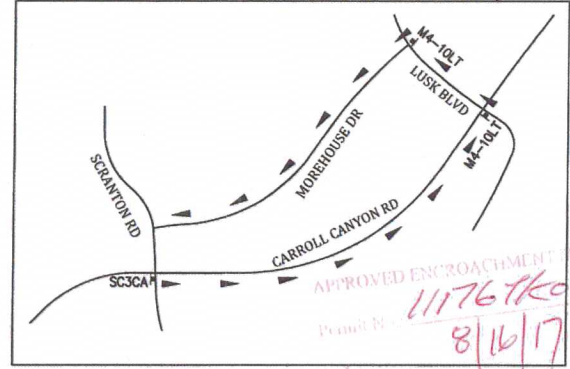 M4-10LT
LUSK BLVD
M4-10LT
MOREHOUSE DR
SCRANTON RD
CARROLL CANYON RD
SC3CA
APPROVED ENCROACHMENT
Permit No.
8/16/17